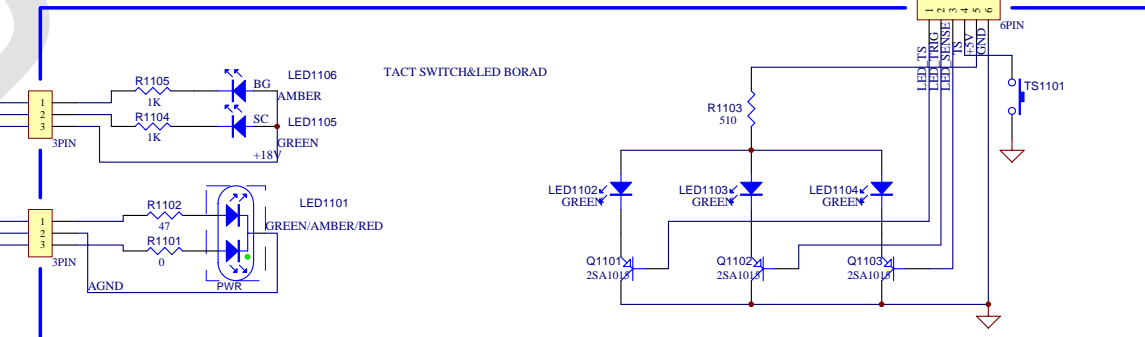 1
2
3
4
5
6
6PIN
LED_TS
LED_TRIG
LED_SENSE
TS
+5V
GND
TS1101
TACT SWITCH&LED BORAD
R1105
1K
BG
LED1106
AMBER
R1104
1K
SC
LED1105
GREEN
+18V
1
2
3
3PIN
R1103
510
LED1102
GREEN
LED1103
GREEN
LED1104
GREEN
R1102
47
LED1101
GREEN/AMBER/RED
R1101
0
1
2
3
3PIN
AGND
PWR
Q1101
2SA1015
Q1102
2SA1015
Q1103
2SA1015